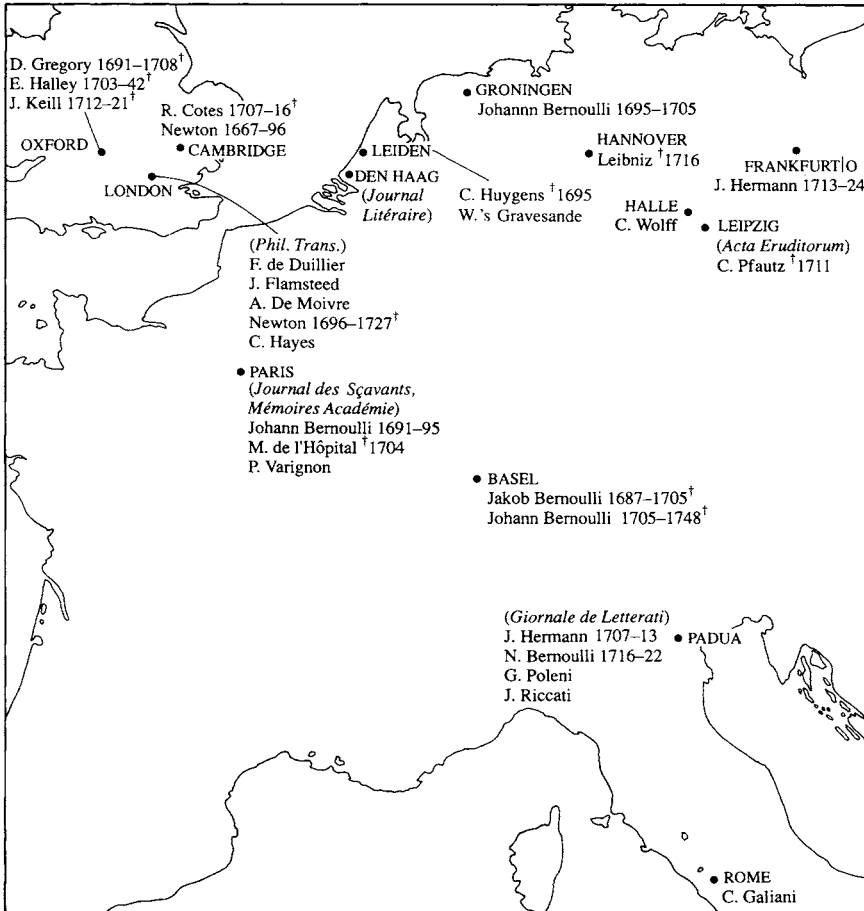 D. Gregory 1691–1708†
E. Halley 1703–42†
J. Keill 1712–21†
OXFORD
R. Cotes 1707–16†
Newton 1667–96
CAMBRIDGE
LONDON
(Phil. Trans.)
F. de Duillier
J. Flamsteed
A. De Moivre
Newton 1696–1727†
C. Hayes
LEIDEN
C. Huygens †1695
W.'s Gravesande
DEN HAAG
(Journal
Litéraire)
GRONINGEN
Johannn Bernoulli 1695–1705
HANNOVER
Leibniz †1716
FRANKFURT|O
J. Hermann 1713–24
HALLE
C. Wolff
LEIPZIG
(Acta Eruditorum)
C. Pfautz †1711
PARIS
(Journal des Sçavants,
Mémoires Académie)
Johann Bernoulli 1691–95
M. de l'Hôpital †1704
P. Varignon
BASEL
Jakob Bernoulli 1687–1705†
Johann Bernoulli 1705–1748†
(Giornale de Letterati)
J. Hermann 1707–13
N. Bernoulli 1716–22
G. Poleni
J. Riccati
PADUA
ROME
C. Galiani